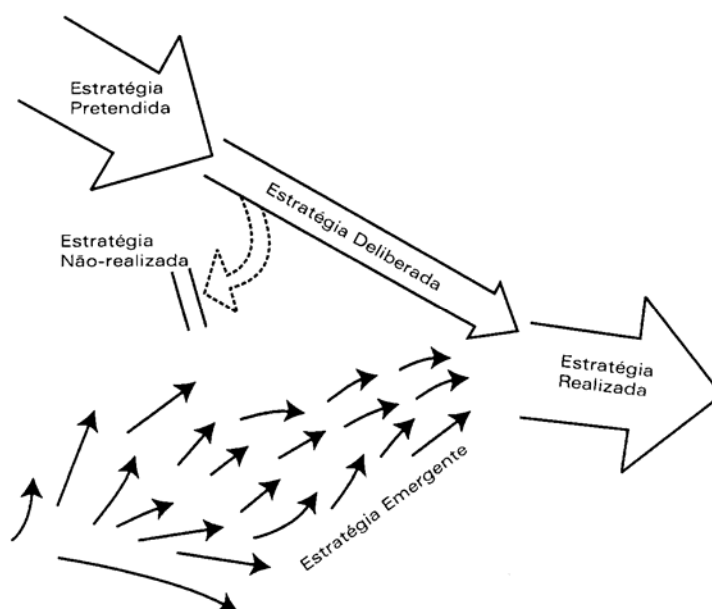 Estratégia
Pretendida
Estratégia Deliberada
Estratégia
Não-realizada
Estratégia
Realizada
Estratégia Emergente